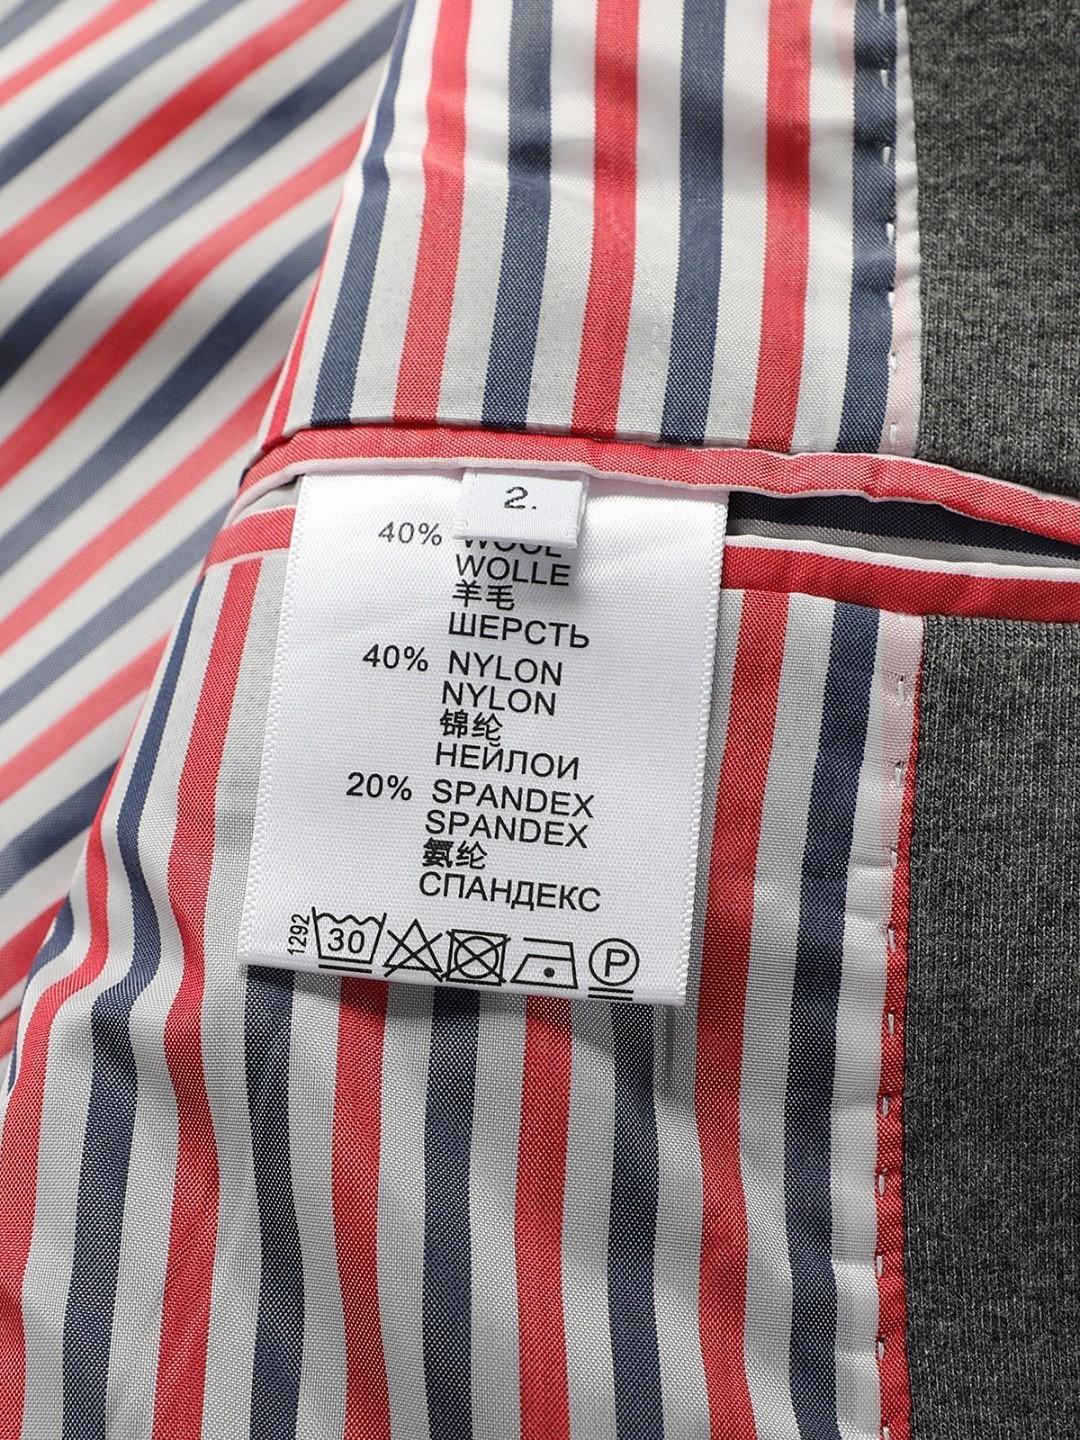 2.
40% WOOL
WOLLE
羊毛
ШЕРСТЬ
40% NYLON
NYLON
锦纶
НЕЙЛОИ
20% SPANDEX
SPANDEX
氨纶
СПАНДЕКС
1292
30
P